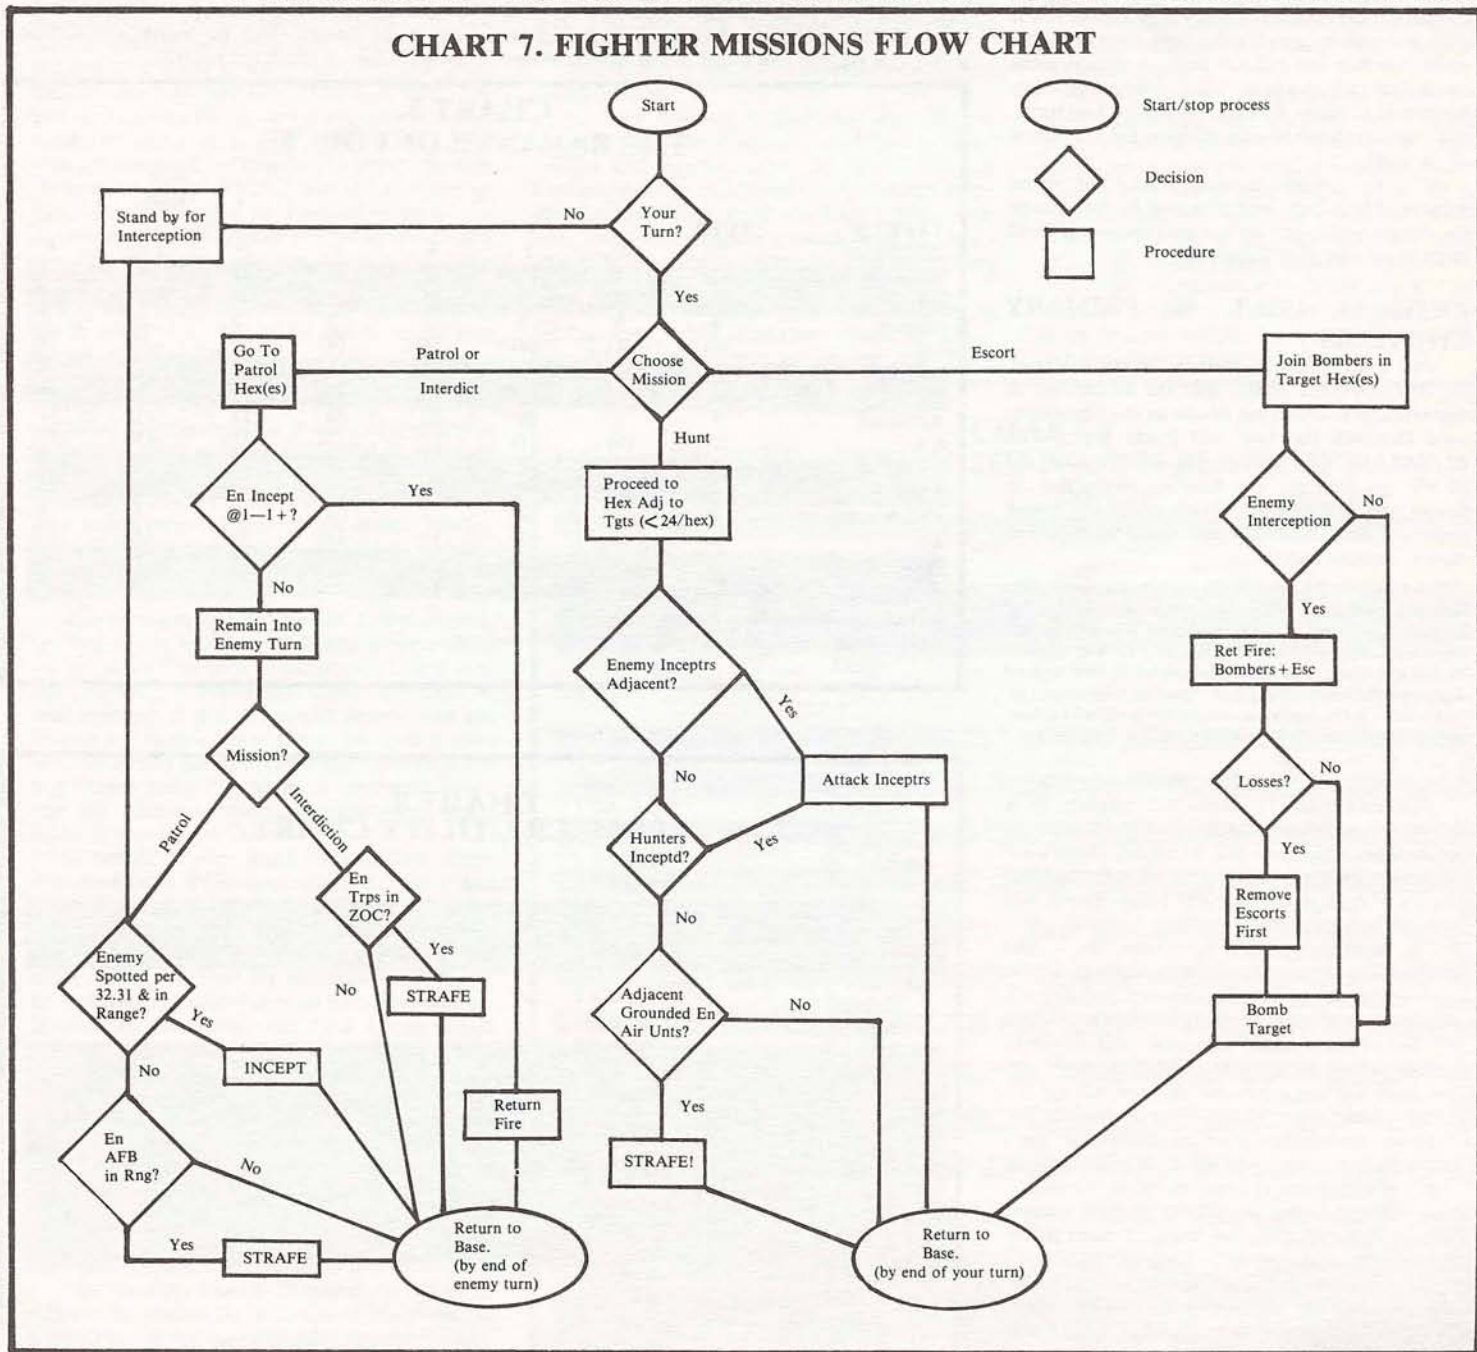 CHART 7. FIGHTER MISSIONS FLOW CHART
Start
Start/stop process
Decision
Procedure
Stand by for
Interception
No
Your
Turn?
Yes
Go To
Patrol
Hex(es)
Patrol or
Interdict
Choose
Mission
Escort
Join Bombers in
Target Hex(es)
Hunt
En Incept
@1—1+?
Yes
Proceed to
Hex Adj to
Tgts (<24/hex)
Enemy
Interception
No
No
Yes
Remain Into
Enemy Turn
Ret Fire:
Bombers+Esc
Enemy Inceptrs
Adjacent?
Yes
Mission?
No
Attack Inceptrs
Losses?
No
Patrol
Interdiction
Hunters
Inceptd?
Yes
Yes
En
Trps in
ZOC?
Remove
Escorts
First
No
Yes
Enemy
Spotted per
32.31 & in
Range?
No
STRAFE
Adjacent
Grounded En
Air Unts?
No
Bomb
Target
Yes
No
INCEPT
Return
Fire
Yes
En
AFB
in Rng?
No
STRAFE!
Yes
STRAFE
Return to
Base.
(by end of
enemy turn)
Return to
Base.
(by end of your turn)